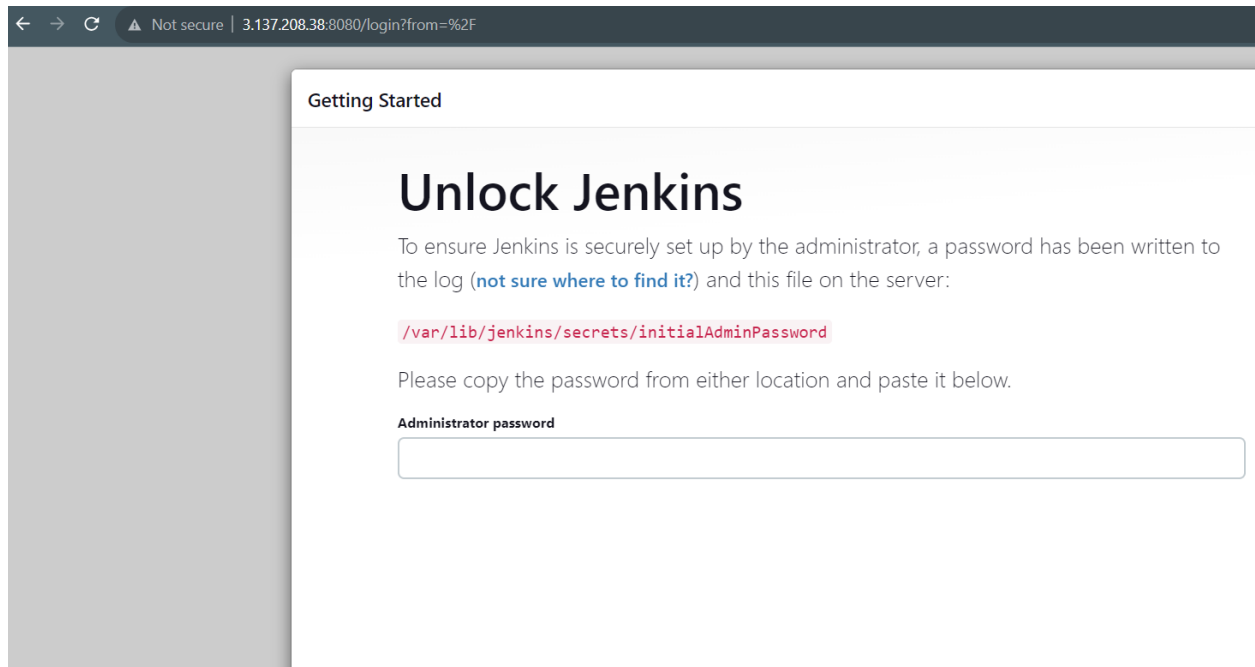 Not secure | 3.137.208.38:8080/login?from=%2F
Getting Started
Unlock Jenkins
To ensure Jenkins is securely set up by the administrator, a password has been written to
the log (not sure where to find it?) and this file on the server:
/var/lib/jenkins/secrets/initialAdminPassword
Please copy the password from either location and paste it below.
Administrator password